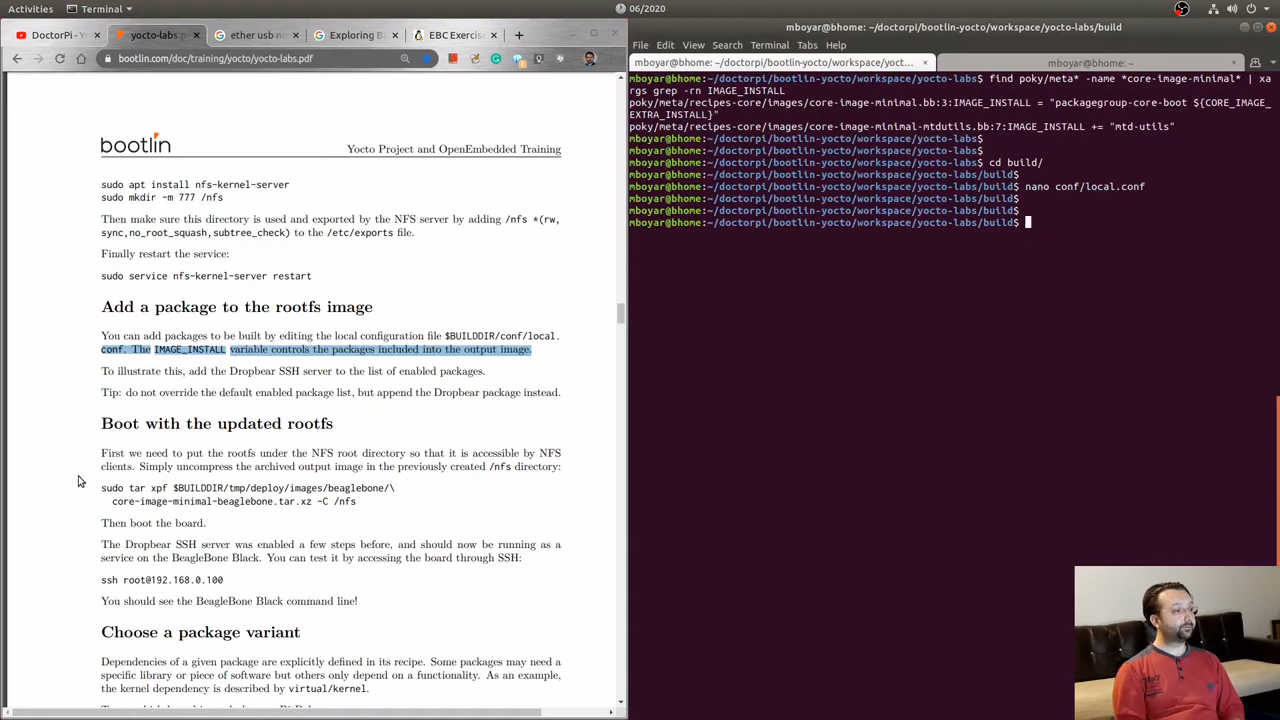 Activities
Terminal
06/2020
DoctorPi - Y
yocto-labs.p
ether usb n
Exploring B
EBC Exercis
bootlin.com/doc/training/yocto/yocto-labs.pdf
bootlin
Yocto Project and OpenEmbedded Training
sudo apt install nfs-kernel-server
sudo mkdir -m 777 /nfs
Then make sure this directory is used and exported by the NFS server by adding /nfs *(rw,
sync,no_root_squash,subtree_check) to the /etc/exports file.
Finally restart the service:
sudo service nfs-kernel-server restart
Add a package to the rootfs image
You can add packages to be built by editing the local configuration file $BUILDDIR/conf/local.
conf. The IMAGE_INSTALL variable controls the packages included into the output image.
To illustrate this, add the Dropbear SSH server to the list of enabled packages.
Tip: do not override the default enabled package list, but append the Dropbear package instead.
Boot with the updated rootfs
First we need to put the rootfs under the NFS root directory so that it is accessible by NFS
clients. Simply uncompress the archived output image in the previously created /nfs directory:
sudo tar xpf $BUILDDIR/tmp/deploy/images/beaglebone/\
core-image-minimal-beaglebone.tar.xz -C /nfs
Then boot the board.
The Dropbear SSH server was enabled a few steps before, and should now be running as a
service on the BeagleBone Black. You can test it by accessing the board through SSH:
ssh root@192.168.0.100
You should see the BeagleBone Black command line!
Choose a package variant
Dependencies of a given package are explicitly defined in its recipe. Some packages may need a
specific library or piece of software but others only depend on a functionality. As an example,
the kernel dependency is described by virtual/kernel.
mboyar@bhome: ~/doctorpi/bootlin-yocto/workspace/yocto-labs/build
File Edit View Search Terminal Tabs Help
mboyar@bhome: ~/doctorpi/bootlin-yocto/workspace/yoct...
mboyar@bhome: ~
mboyar@bhome:~/doctorpi/bootlin-yocto/workspace/yocto-labs$ find poky/meta* -name *core-image-minimal* | xa
rgs grep -rn IMAGE_INSTALL
poky/meta/recipes-core/images/core-image-minimal.bb:3:IMAGE_INSTALL = "packagegroup-core-boot ${CORE_IMAGE_
EXTRA_INSTALL}"
poky/meta/recipes-core/images/core-image-minimal-mtdutils.bb:7:IMAGE_INSTALL += "mtd-utils"
mboyar@bhome:~/doctorpi/bootlin-yocto/workspace/yocto-labs$
mboyar@bhome:~/doctorpi/bootlin-yocto/workspace/yocto-labs$
mboyar@bhome:~/doctorpi/bootlin-yocto/workspace/yocto-labs$ cd build/
mboyar@bhome:~/doctorpi/bootlin-yocto/workspace/yocto-labs/build$
mboyar@bhome:~/doctorpi/bootlin-yocto/workspace/yocto-labs/build$ nano conf/local.conf
mboyar@bhome:~/doctorpi/bootlin-yocto/workspace/yocto-labs/build$
mboyar@bhome:~/doctorpi/bootlin-yocto/workspace/yocto-labs/build$
mboyar@bhome:~/doctorpi/bootlin-yocto/workspace/yocto-labs/build$